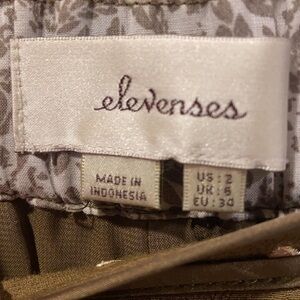 elevenses
MADE IN
INDONESIA
US: 2
UK: 6
EU: 34